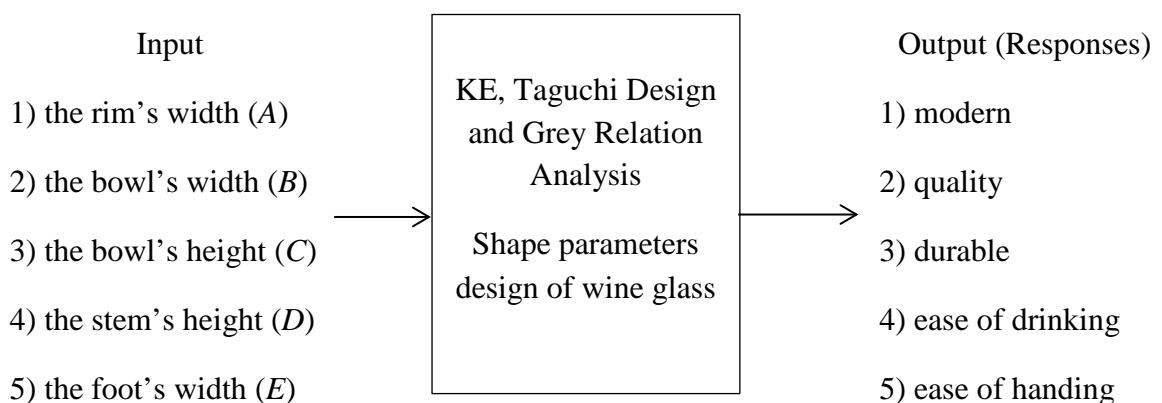 Input
1) the rim’s width (A)
2) the bowl’s width (B)
3) the bowl’s height (C)
4) the stem’s height (D)
5) the foot’s width (E)
KE, Taguchi Design
and Grey Relation
Analysis
Shape parameters
design of wine glass
Output (Responses)
1) modern
2) quality
3) durable
4) ease of drinking
5) ease of handing